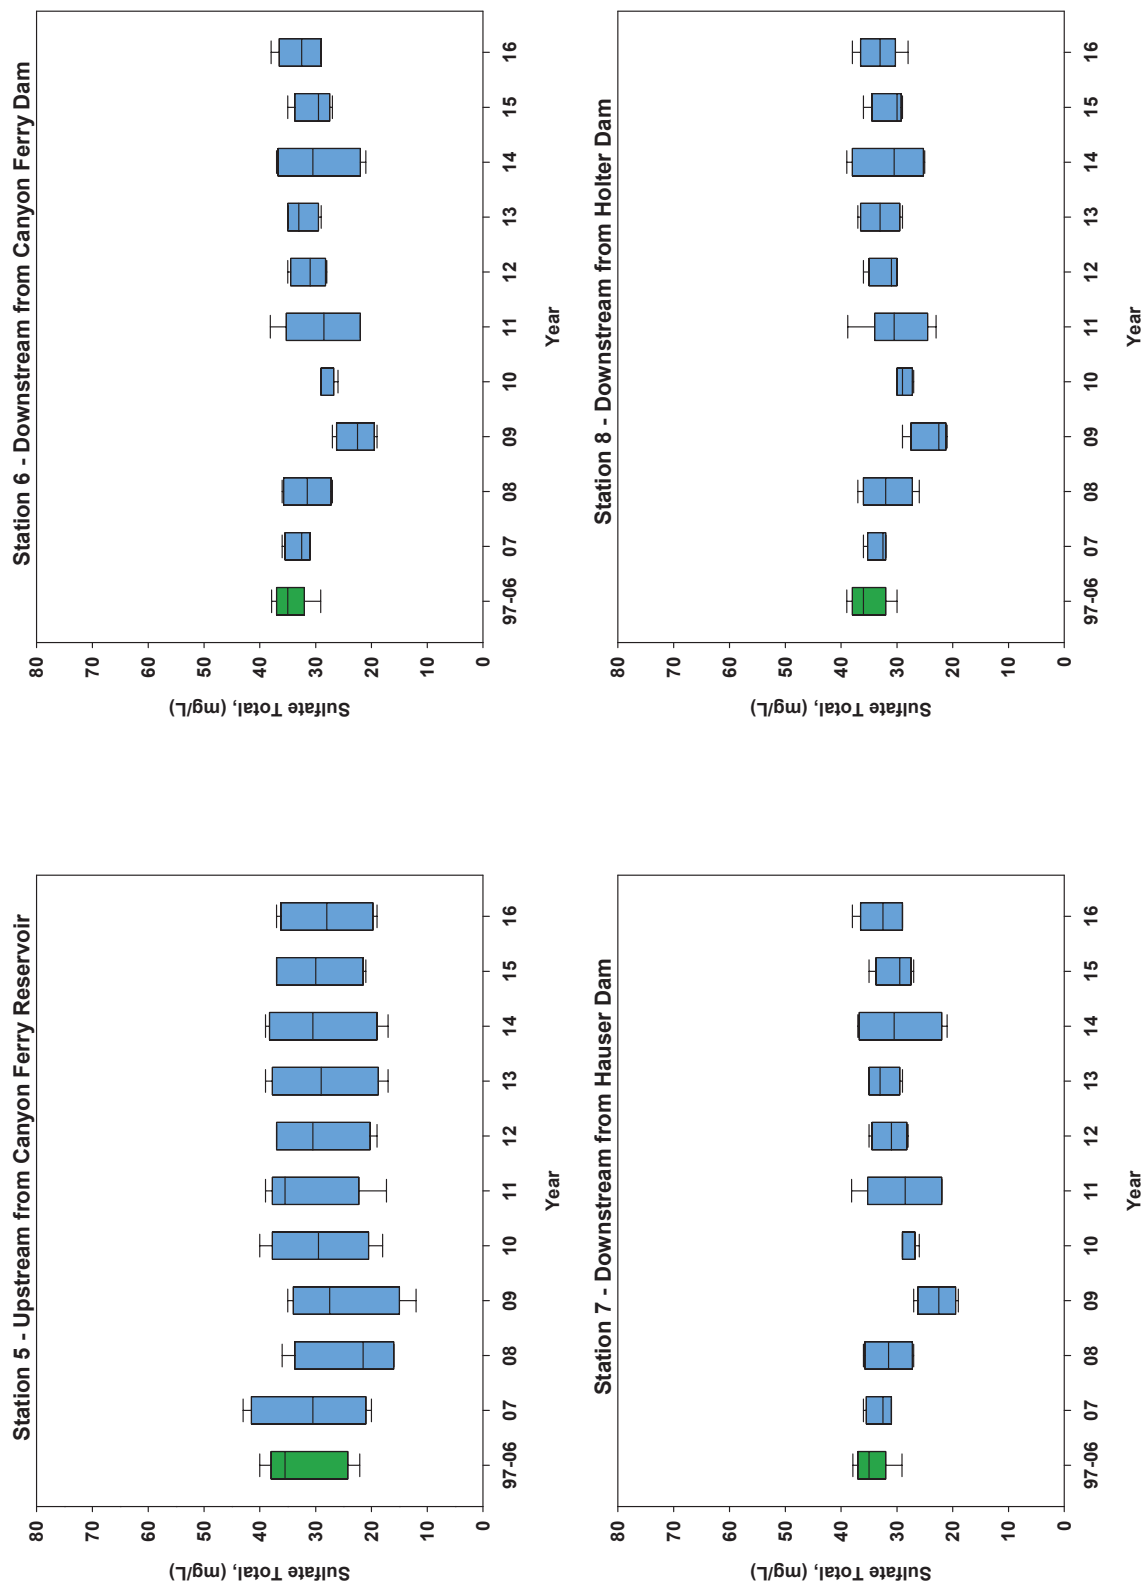 Station 5 - Upstream from Canyon Ferry Reservoir
Sulfate Total, (mg/L)
80
70
60
50
40
30
20
10
0
97-06 07 08 09 10 11 12 13 14 15 16
Year
Station 6 - Downstream from Canyon Ferry Dam
Sulfate Total, (mg/L)
80
70
60
50
40
30
20
10
0
97-06 07 08 09 10 11 12 13 14 15 16
Year
Station 7 - Downstream from Hauser Dam
Sulfate Total, (mg/L)
80
70
60
50
40
30
20
10
0
97-06 07 08 09 10 11 12 13 14 15 16
Year
Station 8 - Downstream from Holter Dam
Sulfate Total, (mg/L)
80
70
60
50
40
30
20
10
0
97-06 07 08 09 10 11 12 13 14 15 16
Year